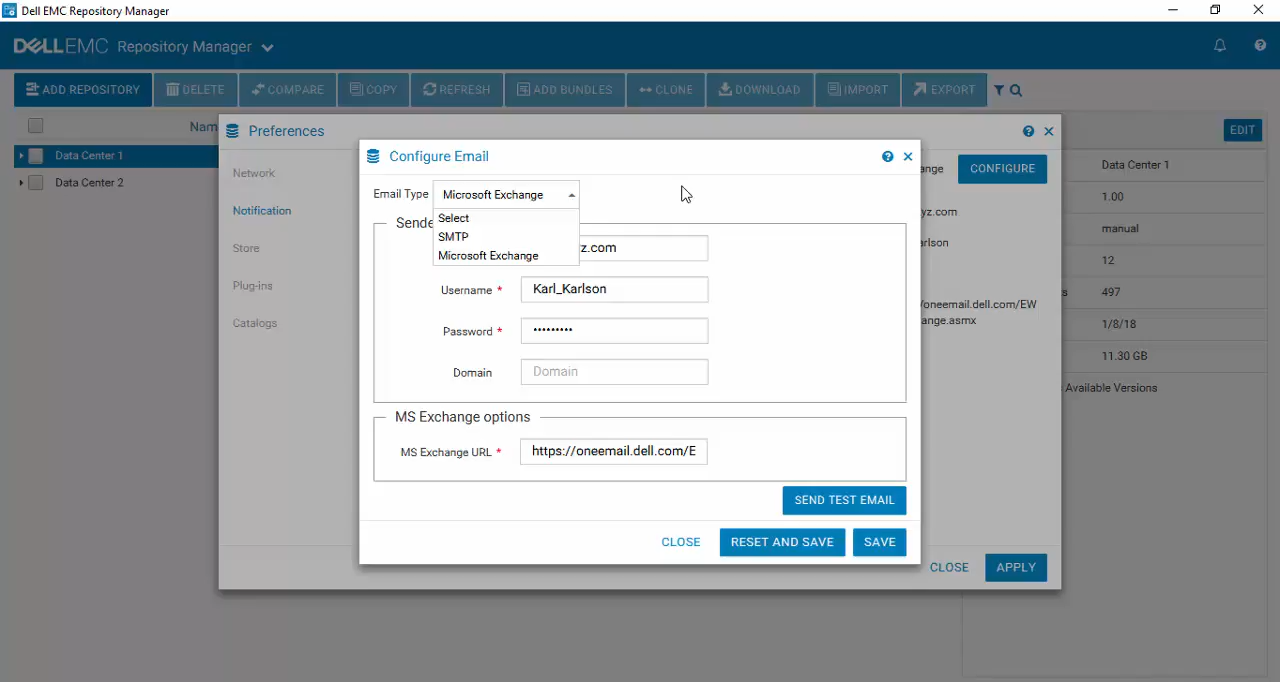 Dell EMC Repository Manager
DELLEMC Repository Manager
ADD REPOSITORY DELETE COMPARE COPY REFRESH ADD BUNDLES CLONE DOWNLOAD IMPORT EXPORT
Nam
EDIT
Data Center 1
Data Center 2
Preferences
Network
Notification
Store
Plug-ins
Catalogs
ange CONFIGURE
yz.com
arlson
/oneemail.dell.com/EW
ange.asmx
CLOSE APPLY
Configure Email
Email Type Microsoft Exchange
Select
SMTP
Microsoft Exchange
Sende
z.com
Username * Karl_Karlson
Password * •••••••••
Domain Domain
MS Exchange options
MS Exchange URL * https://oneemail.dell.com/E
SEND TEST EMAIL
CLOSE RESET AND SAVE SAVE
Data Center 1
1.00
manual
12
s 497
1/8/18
11.30 GB
Available Versions